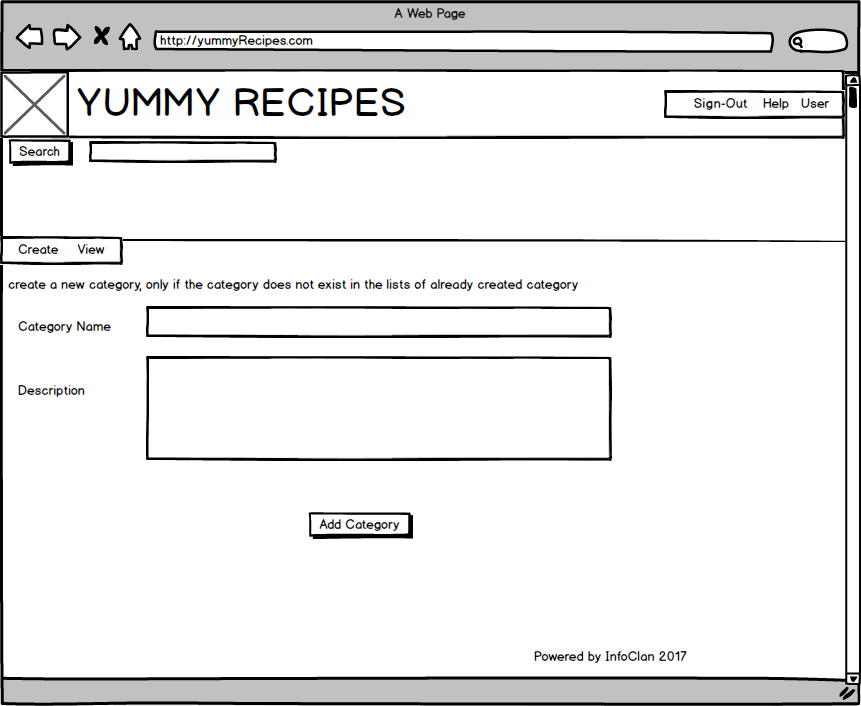 A Web Page
http://yummyRecipes.com
YUMMY RECIPES
Sign-Out Help User
Search
Create View
create a new category, only if the category does not exist in the lists of already created category
Category Name
Description
Add Category
Powered by InfoClan 2017